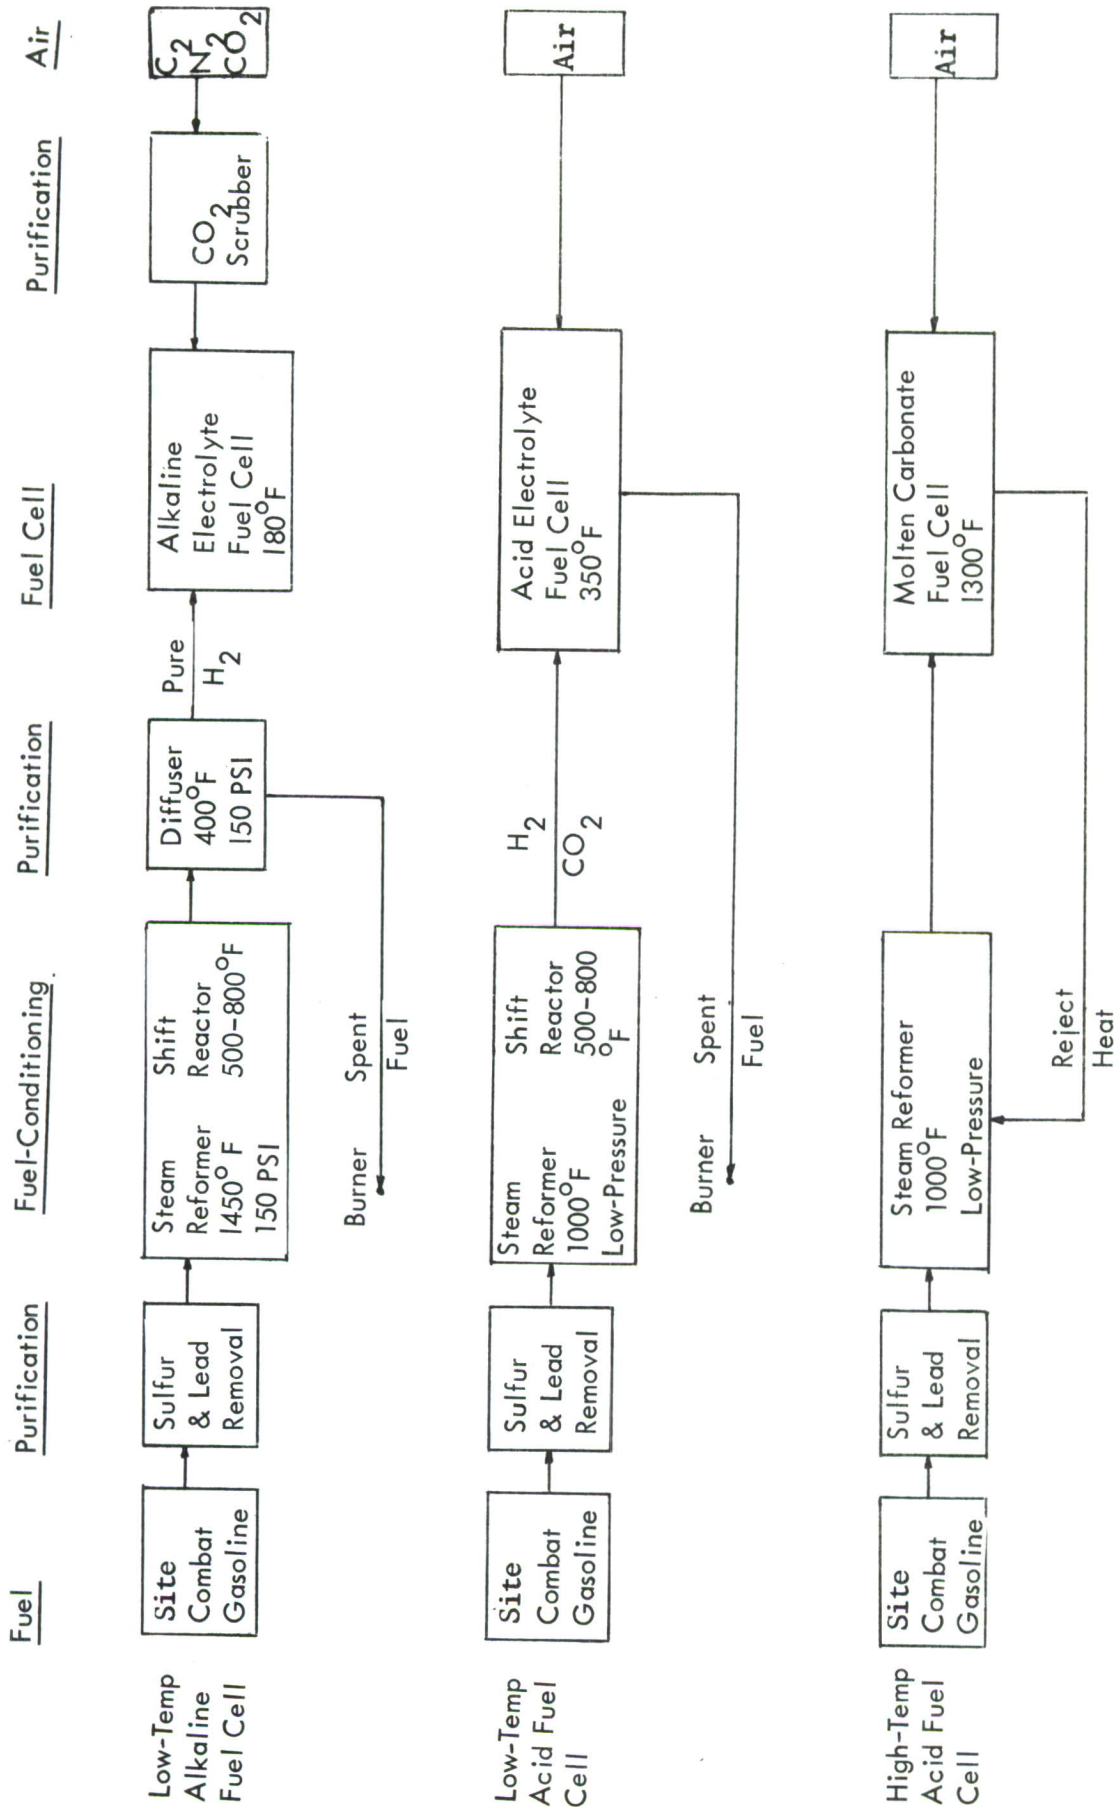 Fuel
Purification
Fuel-Conditioning
Purification
Fuel Cell
Purification
Air
Low-Temp
Alkaline
Fuel Cell
Site
Combat
Gasoline
Sulfur
& Lead
Removal
Steam
Reformer
1450°F
150 PSI
Shift
Reactor
500-800°F
Diffuser
400°F
150 PSI
Pure
H₂
Alkaline
Electrolyte
Fuel Cell
180°F
CO₂
Scrubber
C₂
N₂
CO₂
Burner
Spent
Fuel
Low-Temp
Acid Fuel
Cell
Site
Combat
Gasoline
Sulfur
& Lead
Removal
Steam
Reformer
1000°F
Low-Pressure
Shift
Reactor
500-800
°F
H₂
CO₂
Acid Electrolyte
Fuel Cell
350°F
Air
Burner
Spent
Fuel
High-Temp
Acid Fuel
Cell
Site
Combat
Gasoline
Sulfur
& Lead
Removal
Steam Reformer
1000°F
Low-Pressure
Molten Carbonate
Fuel Cell
1300°F
Air
Reject
Heat